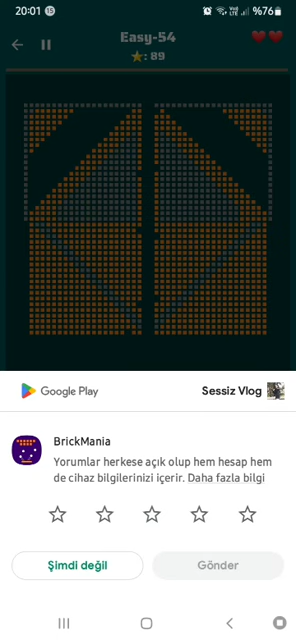 20:01 15 %76
Easy-54
: 89
Google Play Sessiz Vlog
BrickMania
Yorumlar herkese açık olup hem hesap hem
de cihaz bilgilerinizi içerir. Daha fazla bilgi
Şimdi değil Gönder